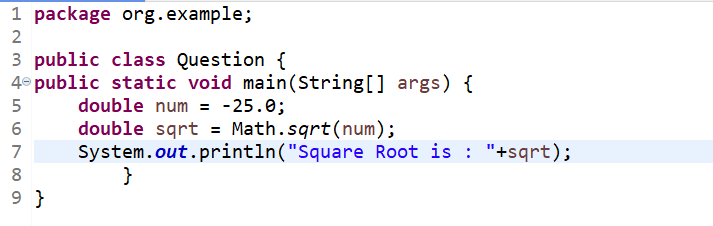 1 package org.example;
2
3 public class Question {
4 public static void main(String[] args) {
5     double num = -25.0;
6     double sqrt = Math.sqrt(num);
7     System.out.println("Square Root is : "+sqrt);
8         }
9 }